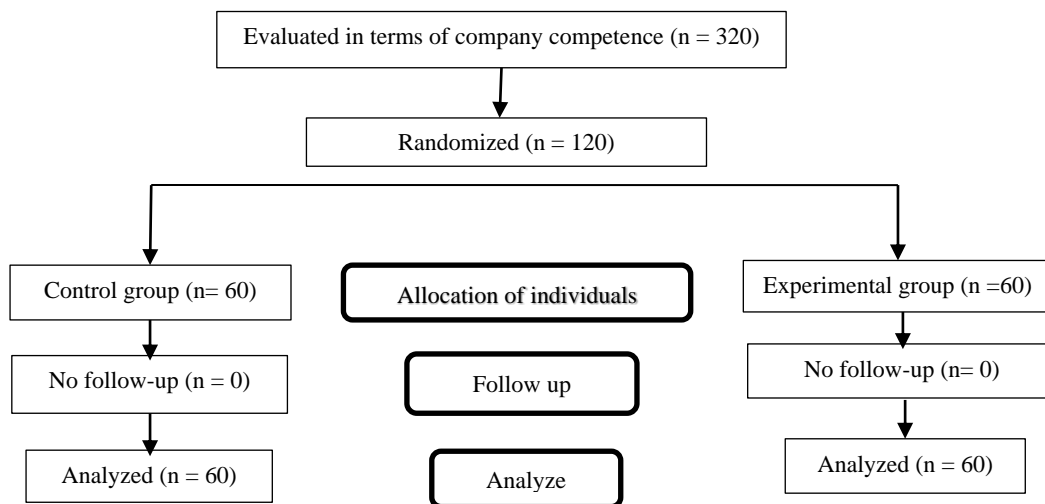 Evaluated in terms of company competence (n = 320)
Randomized (n = 120)
Control group (n= 60)
Allocation of individuals
Experimental group (n =60)
No follow-up (n = 0)
Follow up
No follow-up (n= 0)
Analyzed (n = 60)
Analyze
Analyzed (n = 60)